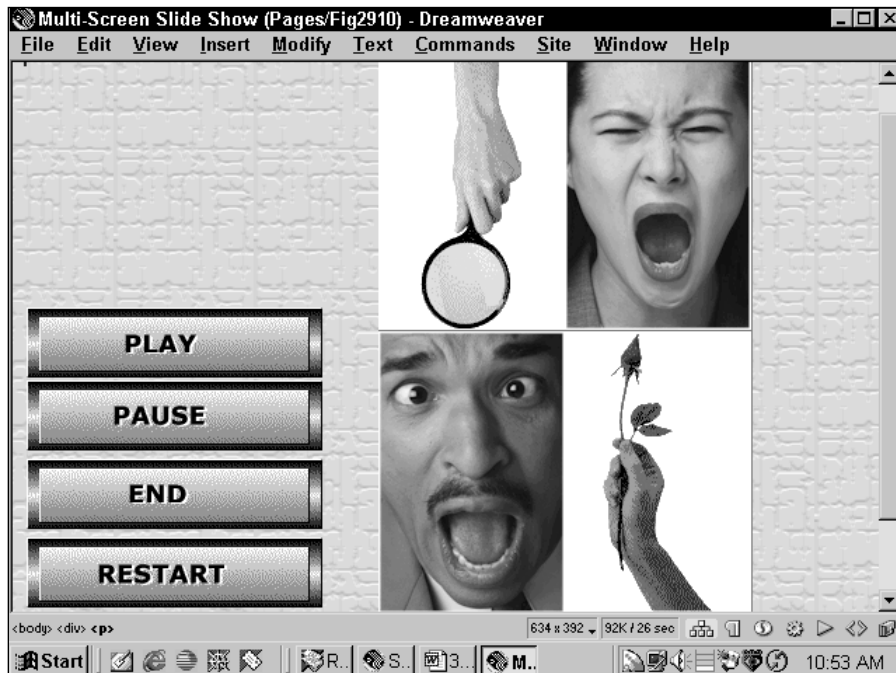 Multi-Screen Slide Show (Pages/Fig2910) - Dreamweaver
File Edit View Insert Modify Text Commands Site Window Help
PLAY
PAUSE
END
RESTART
<body> <div> <p> 634 x 392 92K / 26 sec
Start R.. S.. 3.. M.. 10:53 AM